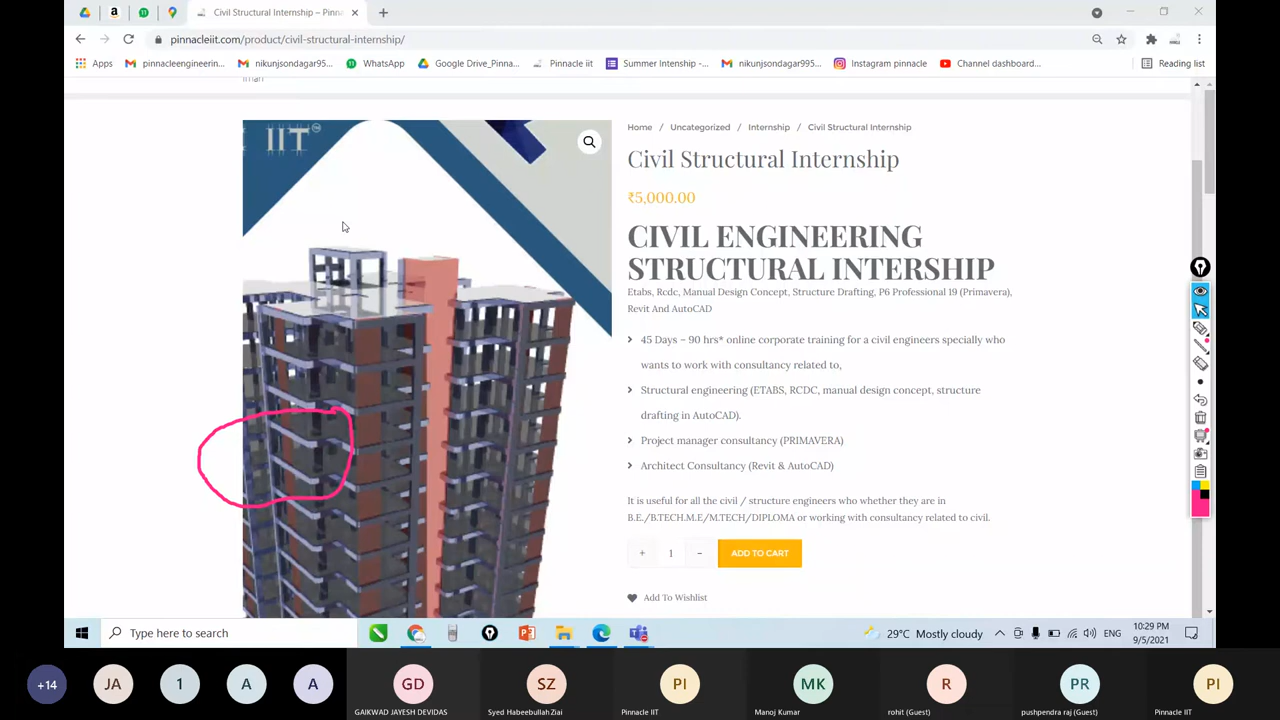 Civil Structural Internship – Pinna
pinnacleiit.com/product/civil-structural-internship/
Apps
pinnacleengineerin...
nikunjsondagar95...
WhatsApp
Google Drive_Pinna...
Pinnacle iit
Summer Intenship -...
nikunjsondagar995...
Instagram pinnacle
Channel dashboard...
Reading list
IIT™
Home / Uncategorized / Internship / Civil Structural Internship
Civil Structural Internship
₹5,000.00
CIVIL ENGINEERING
STRUCTURAL INTERSHIP
Etabs, Rcdc, Manual Design Concept, Structure Drafting, P6 Professional 19 (Primavera),
Revit And AutoCAD
45 Days – 90 hrs* online corporate training for a civil engineers specially who
wants to work with consultancy related to,
Structural engineering (ETABS, RCDC, manual design concept, structure
drafting in AutoCAD).
Project manager consultancy (PRIMAVERA)
Architect Consultancy (Revit & AutoCAD)
It is useful for all the civil / structure engineers who whether they are in
B.E./B.TECH.M.E/M.TECH/DIPLOMA or working with consultancy related to civil.
+ 1 - ADD TO CART
Add To Wishlist
Type here to search
29°C Mostly cloudy
ENG
10:29 PM
9/5/2021
+14
JA
1
A
A
GD
SZ
PI
MK
R
PR
PI
GAIKWAD JAYESH DEVIDAS
Syed Habeebullah Ziai
Pinnacle IIT
Manoj Kumar
rohit (Guest)
pushpendra raj (Guest)
Pinnacle IIT